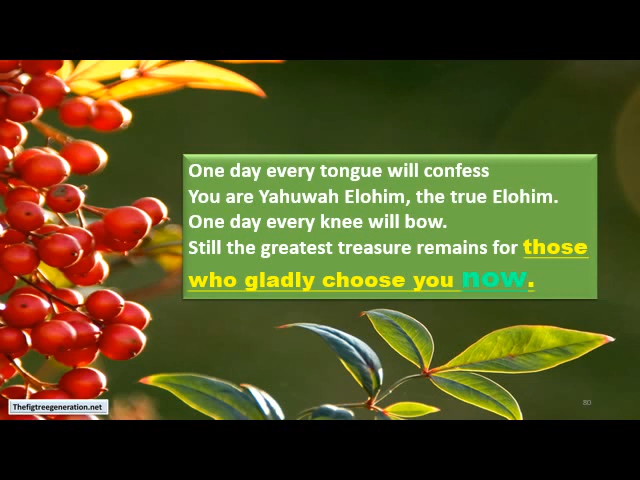 One day every tongue will confess
You are Yahuwah Elohim, the true Elohim.
One day every knee will bow.
Still the greatest treasure remains for those
who gladly choose you now.
Thefigtreegeneration.net
80